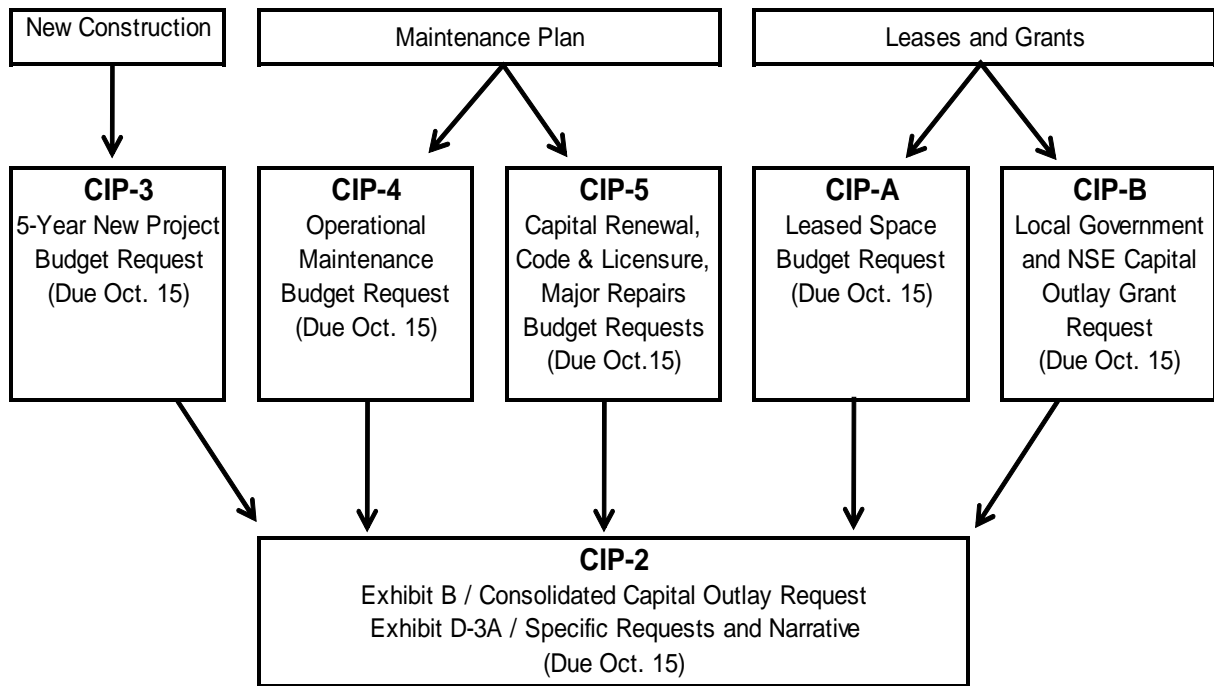 New Construction
Maintenance Plan
Leases and Grants
CIP-3
5-Year New Project
Budget Request
(Due Oct. 15)
CIP-4
Operational
Maintenance
Budget Request
(Due Oct. 15)
CIP-5
Capital Renewal,
Code & Licensure,
Major Repairs
Budget Requests
(Due Oct.15)
CIP-A
Leased Space
Budget Request
(Due Oct. 15)
CIP-B
Local Government
and NSE Capital
Outlay Grant
Request
(Due Oct. 15)
CIP-2
Exhibit B / Consolidated Capital Outlay Request
Exhibit D-3A / Specific Requests and Narrative
(Due Oct. 15)